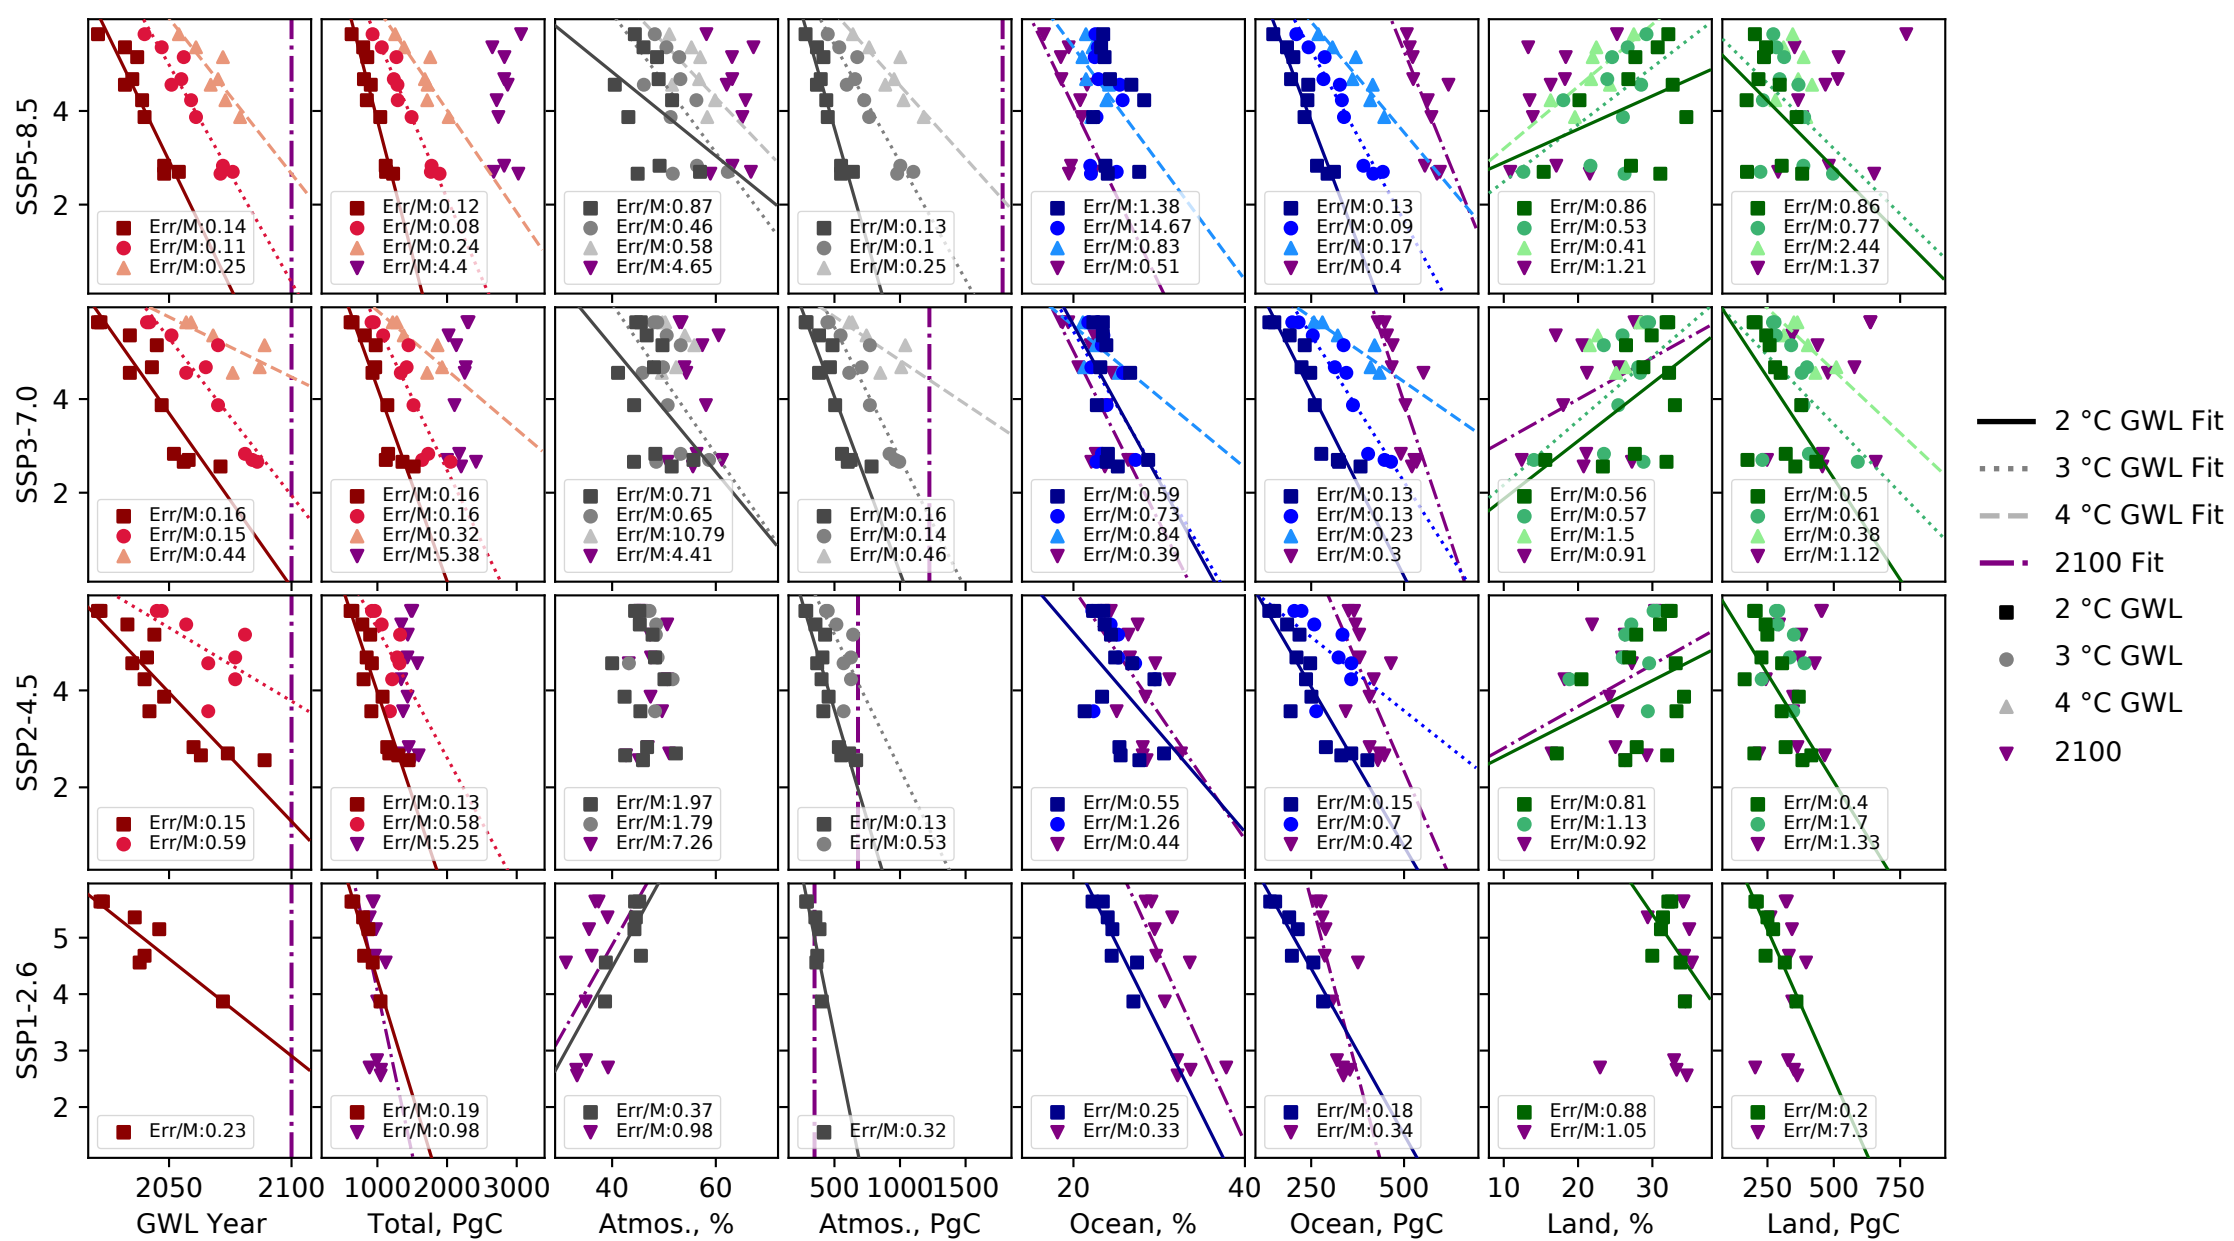 SSP5-8.5
4
2
Err/M:0.14
Err/M:0.11
Err/M:0.25
Err/M:0.12
Err/M:0.08
Err/M:0.24
Err/M:4.4
Err/M:0.87
Err/M:0.46
Err/M:0.58
Err/M:4.65
Err/M:0.13
Err/M:0.1
Err/M:0.25
Err/M:1.38
Err/M:14.67
Err/M:0.83
Err/M:0.51
Err/M:0.13
Err/M:0.09
Err/M:0.17
Err/M:0.4
Err/M:0.86
Err/M:0.53
Err/M:0.41
Err/M:1.21
Err/M:0.86
Err/M:0.77
Err/M:2.44
Err/M:1.37
SSP3-7.0
4
2
Err/M:0.16
Err/M:0.15
Err/M:0.44
Err/M:0.16
Err/M:0.16
Err/M:0.32
Err/M:5.38
Err/M:0.71
Err/M:0.65
Err/M:10.79
Err/M:4.41
Err/M:0.16
Err/M:0.14
Err/M:0.46
Err/M:0.59
Err/M:0.73
Err/M:0.84
Err/M:0.39
Err/M:0.13
Err/M:0.13
Err/M:0.23
Err/M:0.3
Err/M:0.56
Err/M:0.57
Err/M:1.5
Err/M:0.91
Err/M:0.5
Err/M:0.61
Err/M:0.38
Err/M:1.12
SSP2-4.5
4
2
Err/M:0.15
Err/M:0.59
Err/M:0.13
Err/M:0.58
Err/M:5.25
Err/M:1.97
Err/M:1.79
Err/M:7.26
Err/M:0.13
Err/M:0.53
Err/M:0.55
Err/M:1.26
Err/M:0.44
Err/M:0.15
Err/M:0.7
Err/M:0.42
Err/M:0.81
Err/M:1.13
Err/M:0.92
Err/M:0.4
Err/M:1.7
Err/M:1.33
SSP1-2.6
5
4
3
2
Err/M:0.23
Err/M:0.19
Err/M:0.98
Err/M:0.37
Err/M:0.98
Err/M:0.32
Err/M:0.25
Err/M:0.33
Err/M:0.18
Err/M:0.34
Err/M:0.88
Err/M:1.05
Err/M:0.2
Err/M:7.3
2050 2100
GWL Year
1000 2000 3000
Total, PgC
40 60
Atmos., %
500 1000 1500
Atmos., PgC
20 40
Ocean, %
250 500
Ocean, PgC
10 20 30
Land, %
250 500 750
Land, PgC
2 °C GWL Fit
3 °C GWL Fit
4 °C GWL Fit
2100 Fit
2 °C GWL
3 °C GWL
4 °C GWL
2100